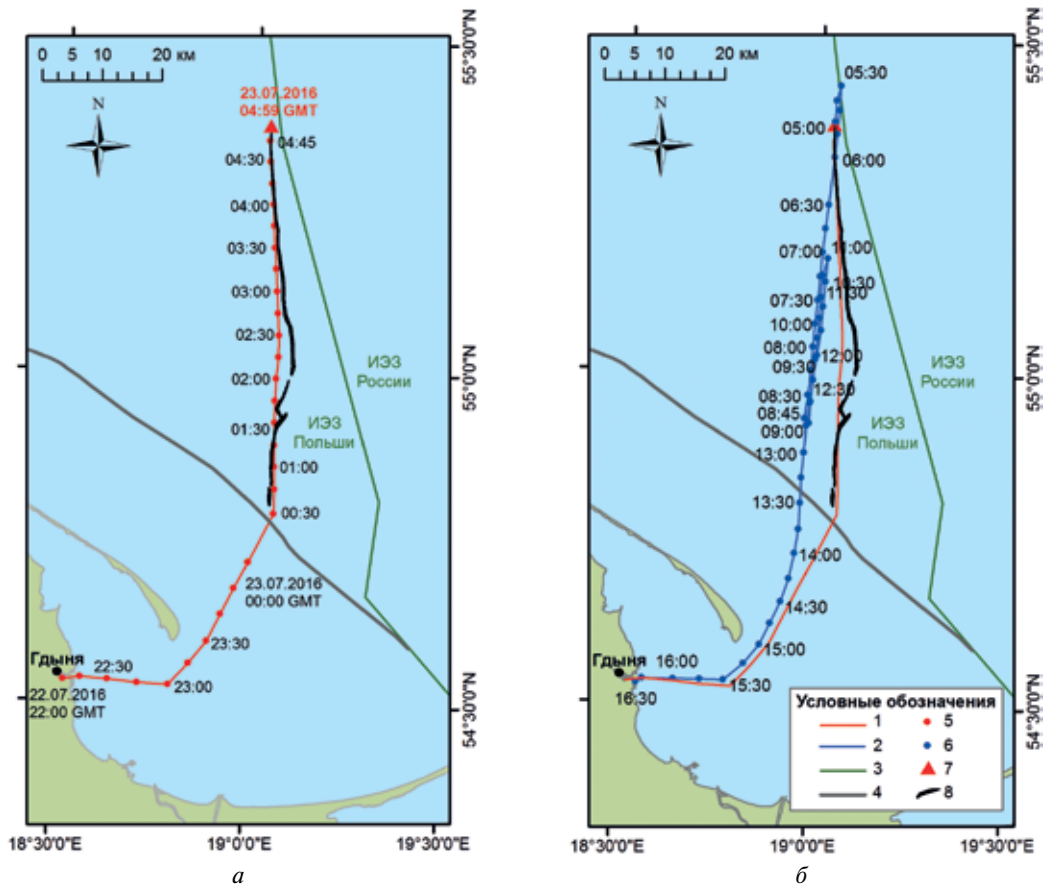 0 5 10 20 км
N
23.07.2016
04:59 GMT
04:45
04:30
04:00
03:30
03:00
02:30
02:00
01:30
01:00
00:30
ИЭЗ
России
ИЭЗ
Польши
23.07.2016
00:00 GMT
23:30
Гдыня
22:30
23:00
22.07.2016
22:00 GMT
55°30'0"N
55°0'0"N
54°30'0"N
18°30'0"E
19°0'0"E
19°30'0"E
а
0 5 10 20 км
N
05:30
05:00
06:00
06:30
07:00
11:00
10:30
11:30
07:30
10:00
08:00
12:00
09:30
12:30
08:30
08:45
09:00
13:00
13:30
ИЭЗ
России
ИЭЗ
Польши
14:00
14:30
15:00
Гдыня
16:00
15:30
16:30
Условные обозначения
1 5
2 6
3 7
4 8
55°30'0"N
55°0'0"N
54°30'0"N
18°30'0"E
19°0'0"E
19°30'0"E
б